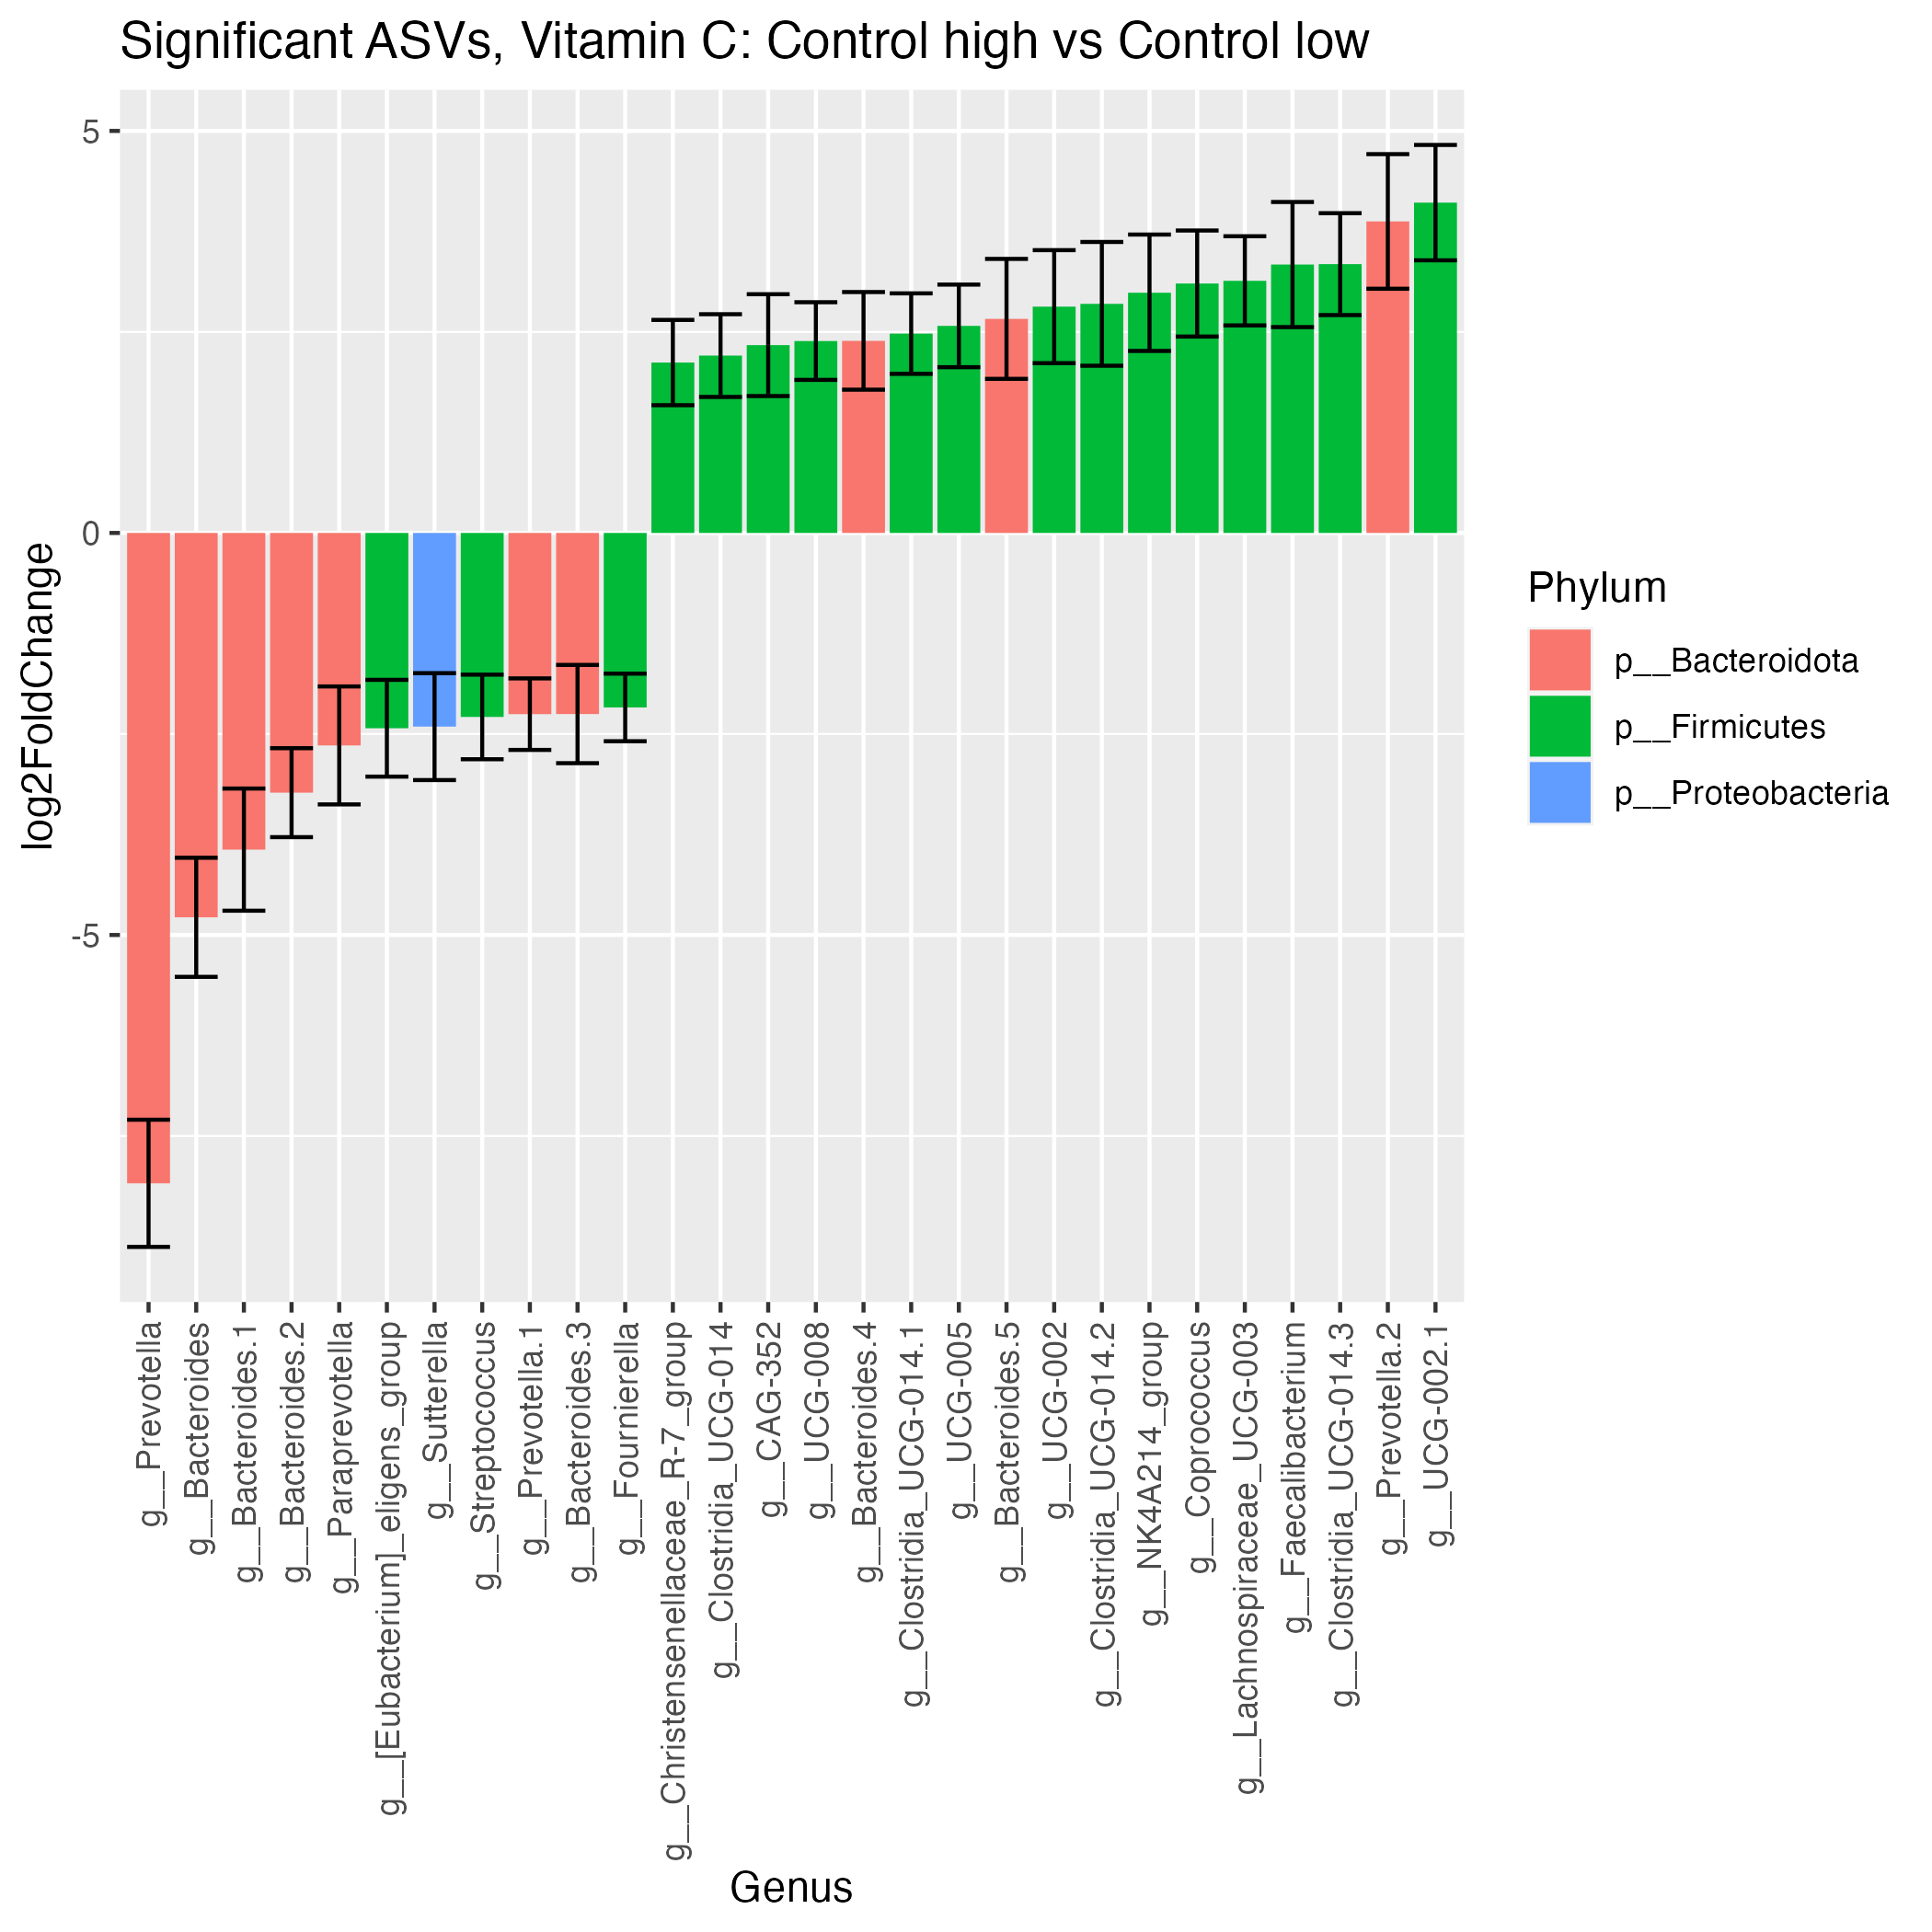 Significant ASVs, Vitamin C: Control high vs Control low
log2FoldChange
5
0
-5
g__Prevotella
g__Bacteroides
g__Bacteroides.1
g__Bacteroides.2
g__Paraprevotella
g__[Eubacterium]_eligens_group
g__Sutterella
g__Streptococcus
g__Prevotella.1
g__Bacteroides.3
g__Fournierella
g__Christensenellaceae_R-7_group
g__Clostridia_UCG-014
g__CAG-352
g__UCG-008
g__Bacteroides.4
g__Clostridia_UCG-014.1
g__UCG-005
g__Bacteroides.5
g__UCG-002
g__Clostridia_UCG-014.2
g__NK4A214_group
g__Coprococcus
g__Lachnospiraceae_UCG-003
g__Faecalibacterium
g__Clostridia_UCG-014.3
g__Prevotella.2
g__UCG-002.1
Genus
Phylum
p__Bacteroidota
p__Firmicutes
p__Proteobacteria